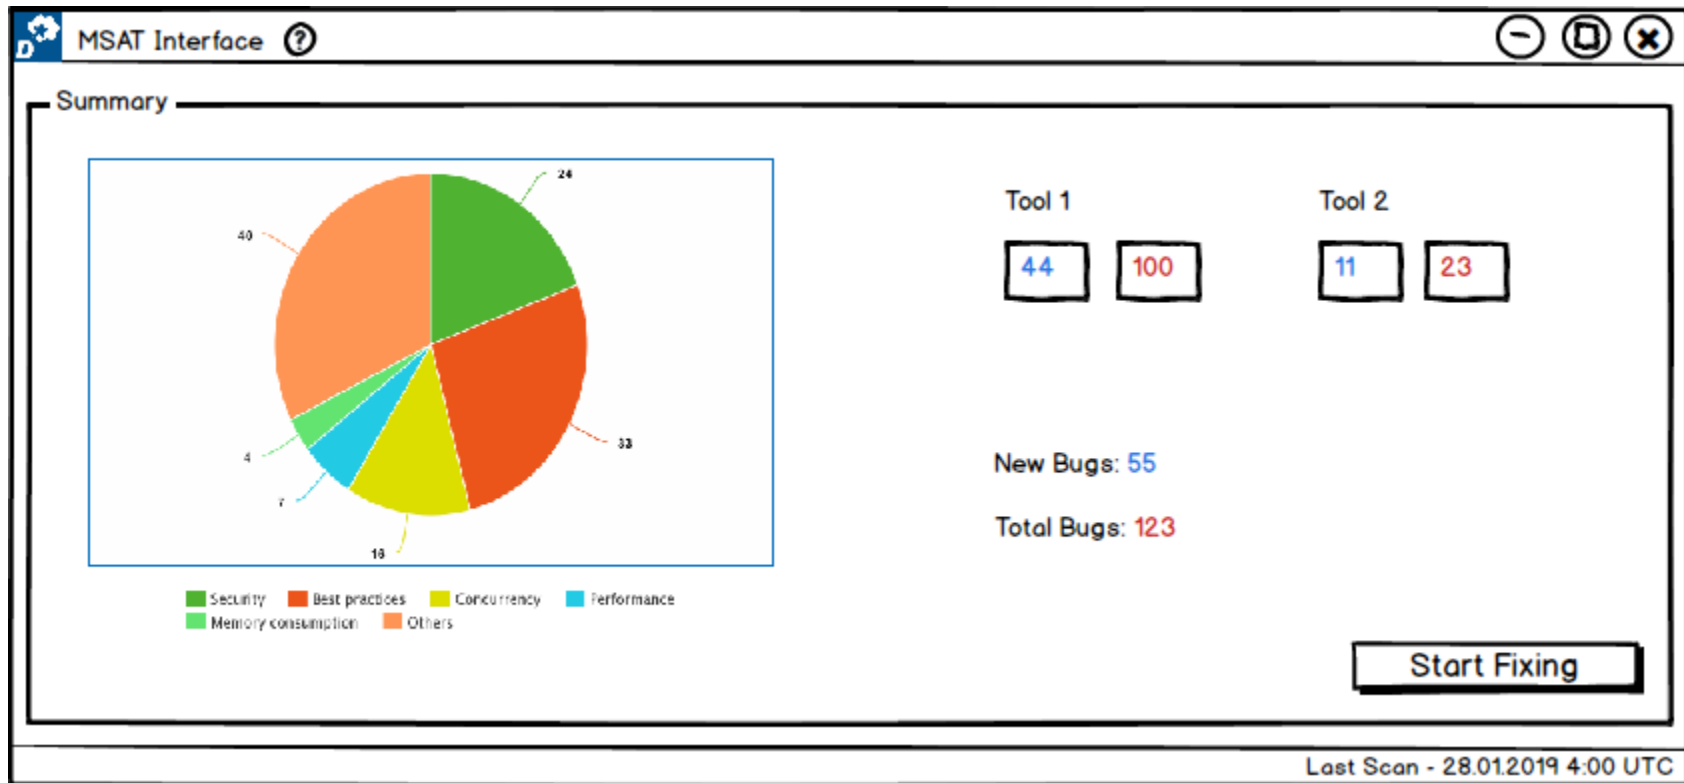 D
MSAT Interface ?
Summary
24
40
33
4
7
16
Security Best practices Concurrency Performance
Memory consumption Others
Tool 1 Tool 2
44 100 11 23
New Bugs: 55
Total Bugs: 123
Start Fixing
Last Scan - 28.01.2019 4:00 UTC